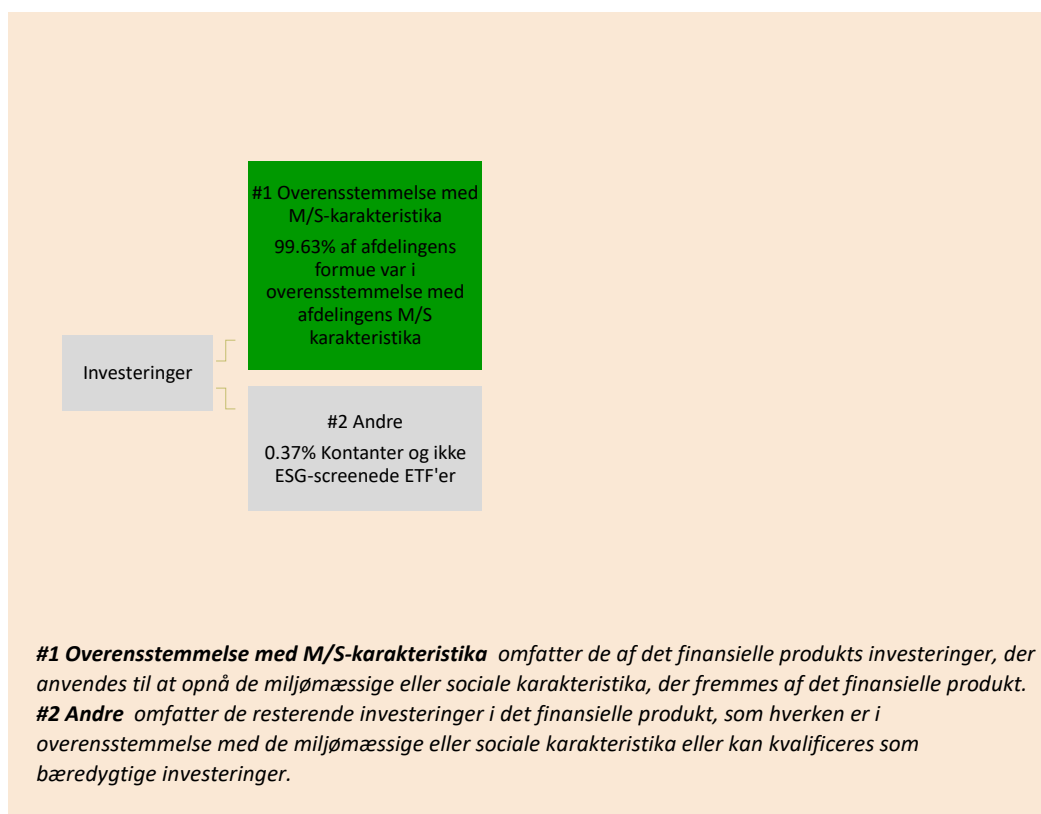 #1 Overensstemmelse med
M/S-karakteristika
99.63% af afdelingens
formue var i
overensstemmelse med
afdelingens M/S
karakteristika
Investeringer
#2 Andre
0.37% Kontanter og ikke
ESG-screenede ETF'er
#1 Overensstemmelse med M/S-karakteristika omfatter de af det finansielle produkts investeringer, der
anvendes til at opnå de miljømæssige eller sociale karakteristika, der fremmes af det finansielle produkt.
#2 Andre omfatter de resterende investeringer i det finansielle produkt, som hverken er i
overensstemmelse med de miljømæssige eller sociale karakteristika eller kan kvalificeres som
bæredygtige investeringer.